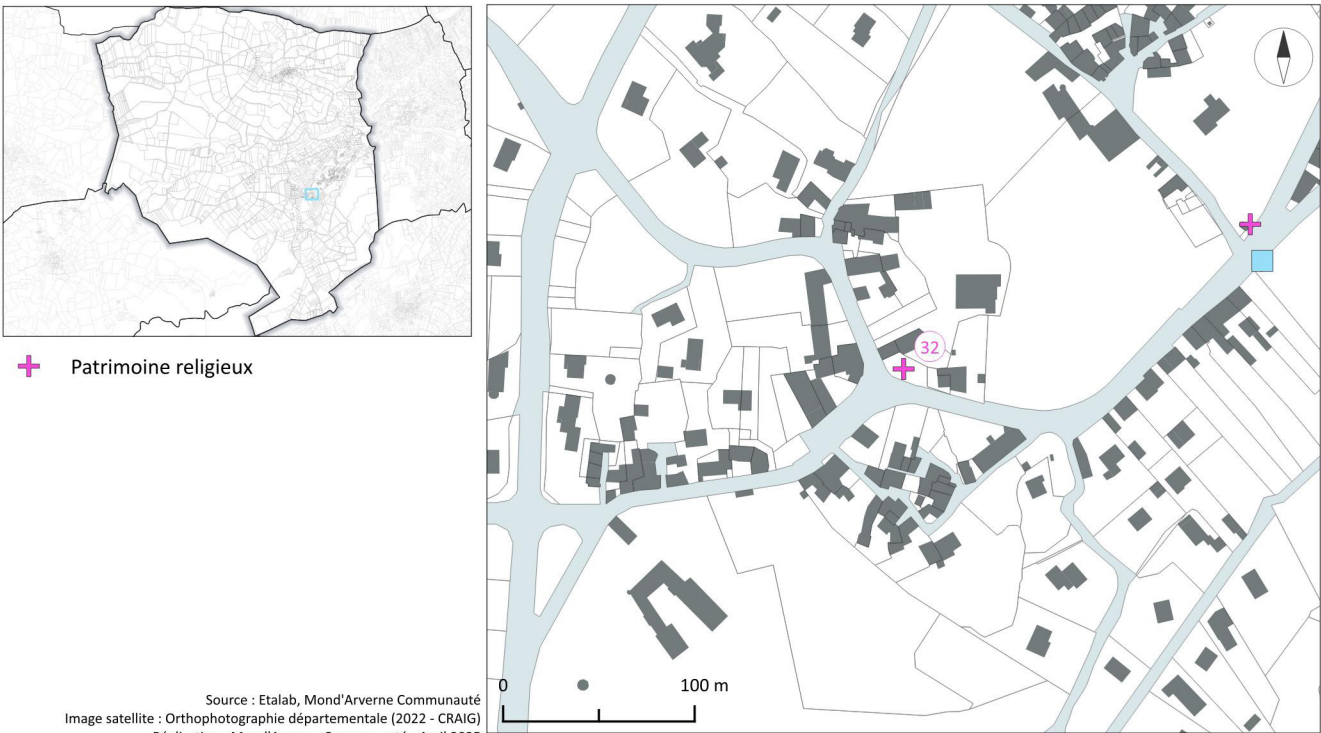 Patrimoine religieux
32
0 100 m
Source : Etalab, Mond'Arverne Communauté
Image satellite : Orthophotographie départementale (2022 - CRAIG)